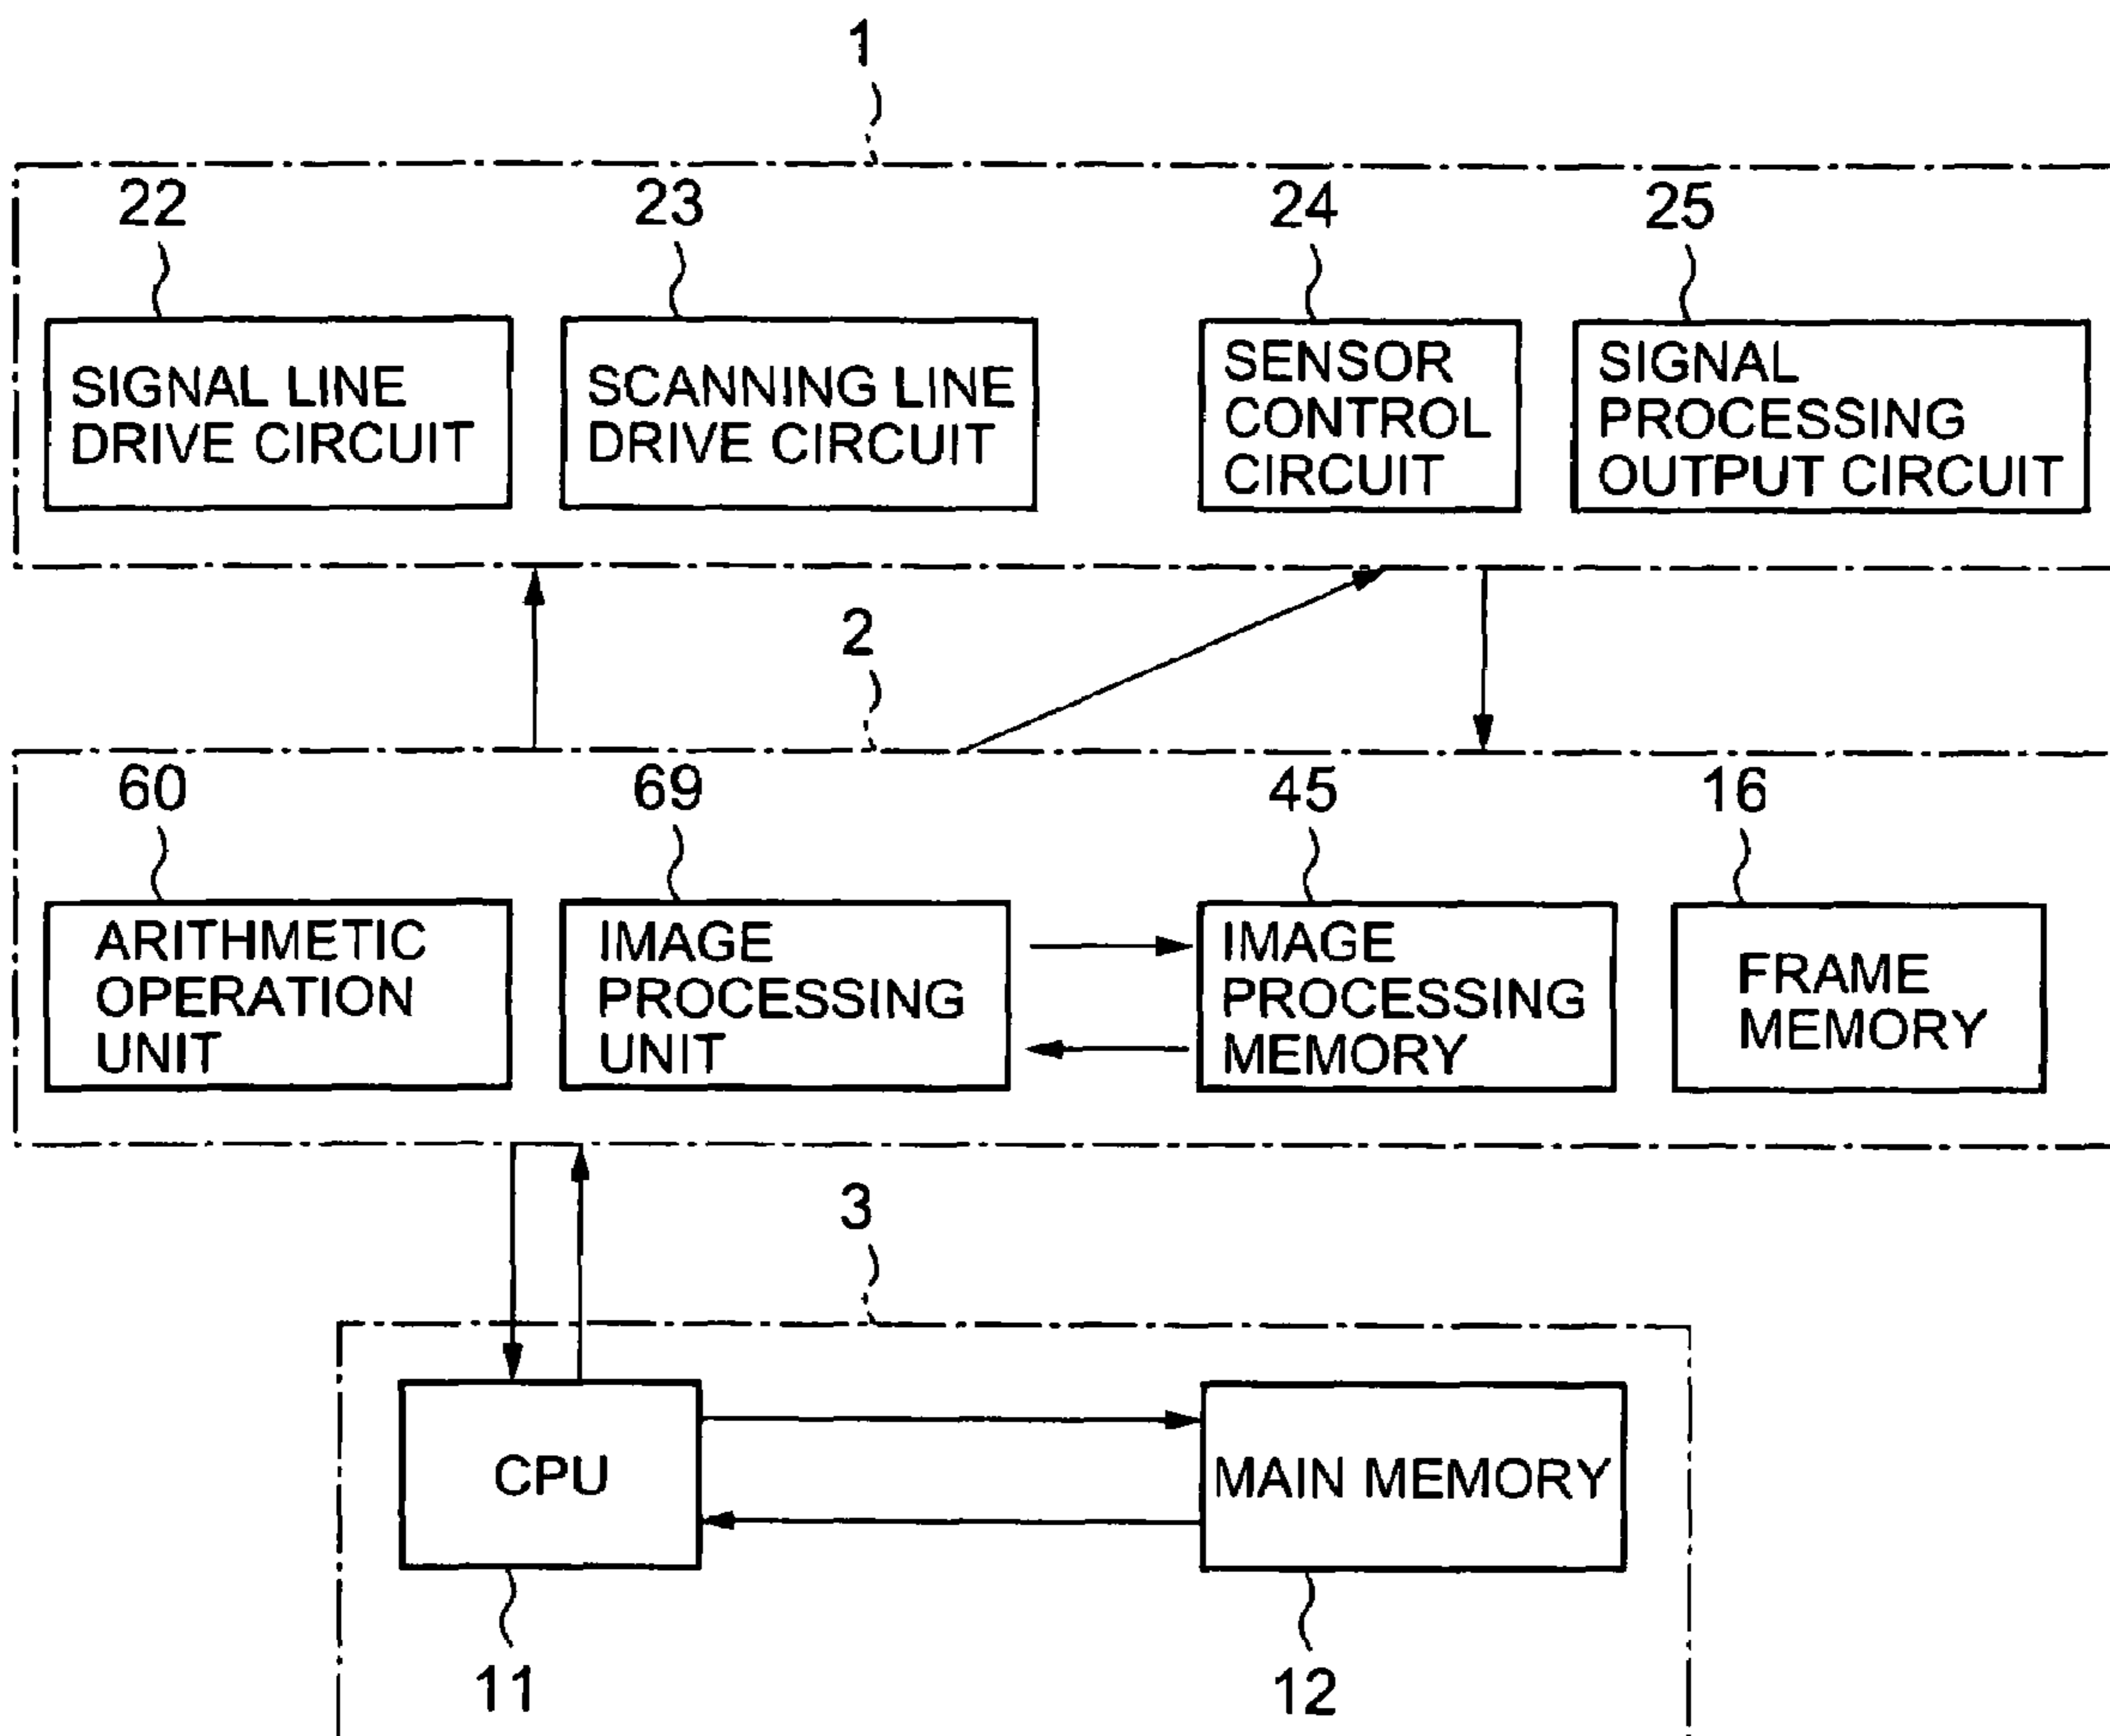 1
22
23
24
25
SIGNAL LINE
DRIVE CIRCUIT
SCANNING LINE
DRIVE CIRCUIT
SENSOR
CONTROL
CIRCUIT
SIGNAL
PROCESSING
OUTPUT CIRCUIT
2
60
69
45
16
ARITHMETIC
OPERATION
UNIT
IMAGE
PROCESSING
UNIT
IMAGE
PROCESSING
MEMORY
FRAME
MEMORY
3
CPU
MAIN MEMORY
11
12